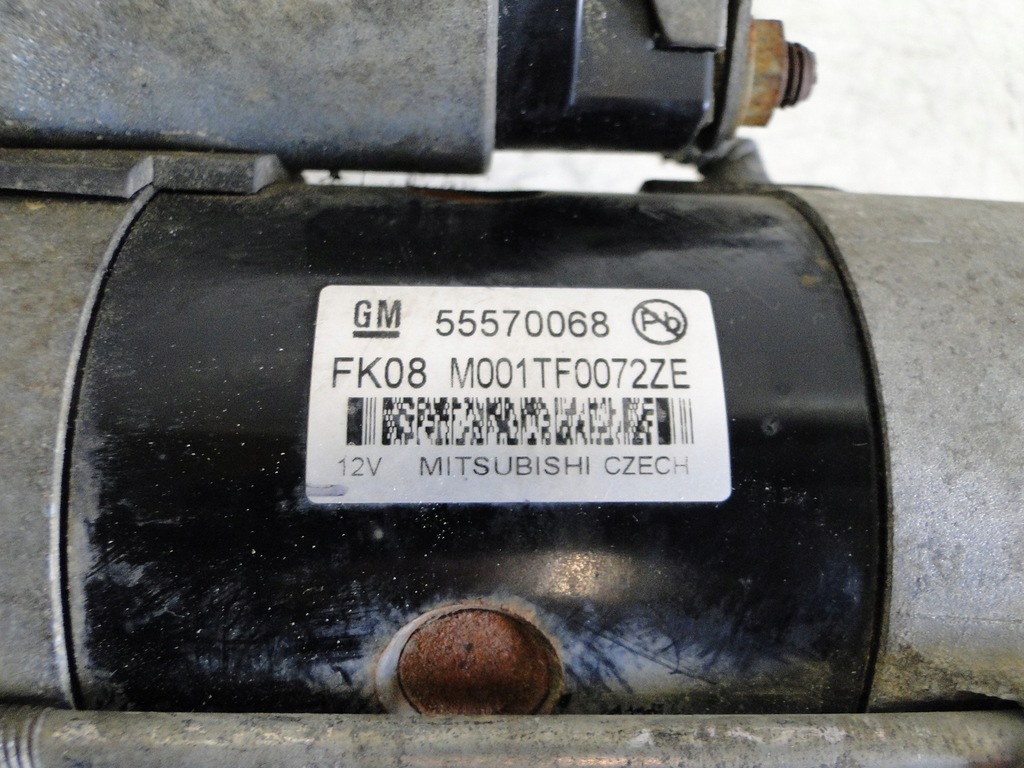 GM 55570068 Pb
FK08 M001TF0072ZE
12V MITSUBISHI CZECH